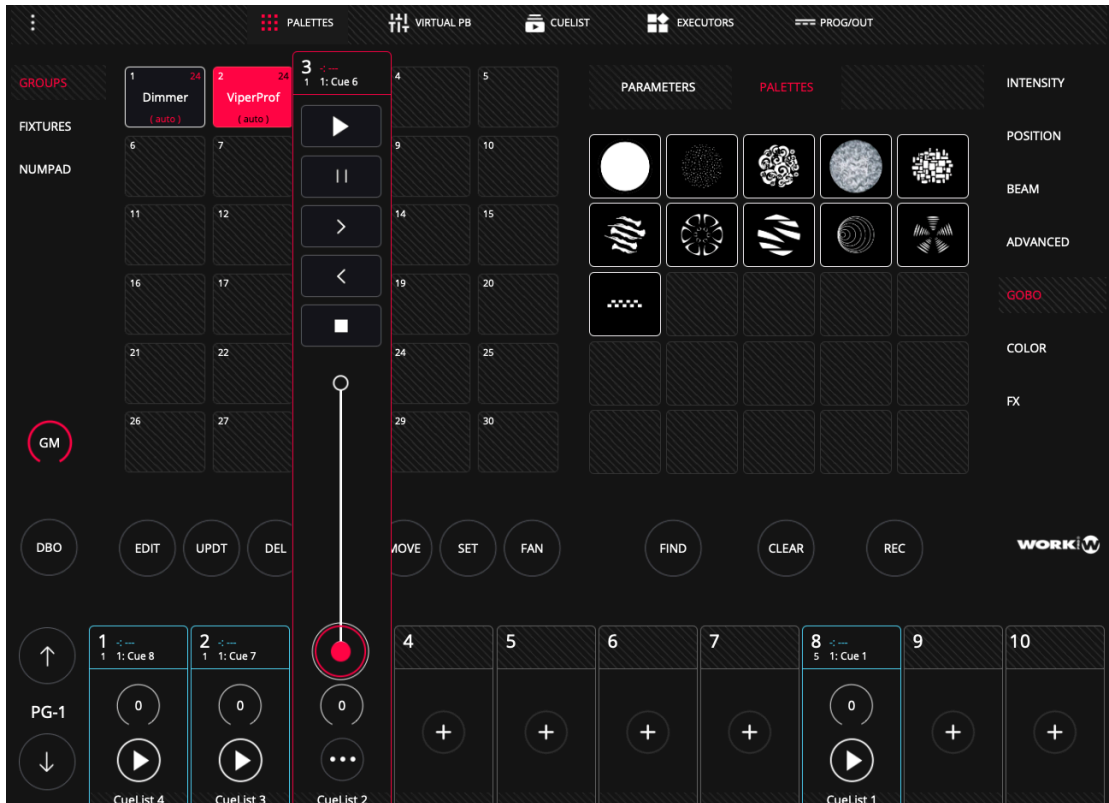 PALETTES
VIRTUAL PB
CUELIST
EXECUTORS
PROG/OUT
GROUPS
FIXTURES
NUMPAD
1 24
Dimmer
( auto )
2 24
ViperProf
( auto )
3 -:---
1 1: Cue 6
4
5
6
7
9
10
11
12
14
15
16
17
19
20
21
22
24
25
26
27
29
30
PARAMETERS
PALETTES
INTENSITY
POSITION
BEAM
ADVANCED
GOBO
COLOR
FX
GM
DBO
EDIT
UPDT
DEL
MOVE
SET
FAN
FIND
CLEAR
REC
WORK
PG-1
1 -:---
1 1: Cue 8
0
CueList 4
2 -:---
1 1: Cue 7
0
CueList 3
0
CueList 2
4
+
5
+
6
+
7
+
8 -:---
5 1: Cue 1
0
CueList 1
9
+
10
+